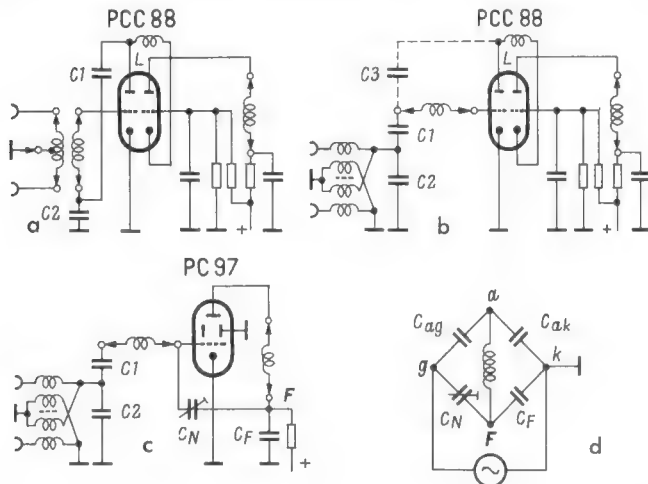 PCC 88
C1
L
C2
+
a
PCC 88
C3
L
C1
C2
+
b
PC 97
C1
C2
F
C_N
C_F
+
c
a
C_ag
C_ak
g
k
C_N
C_F
F
d